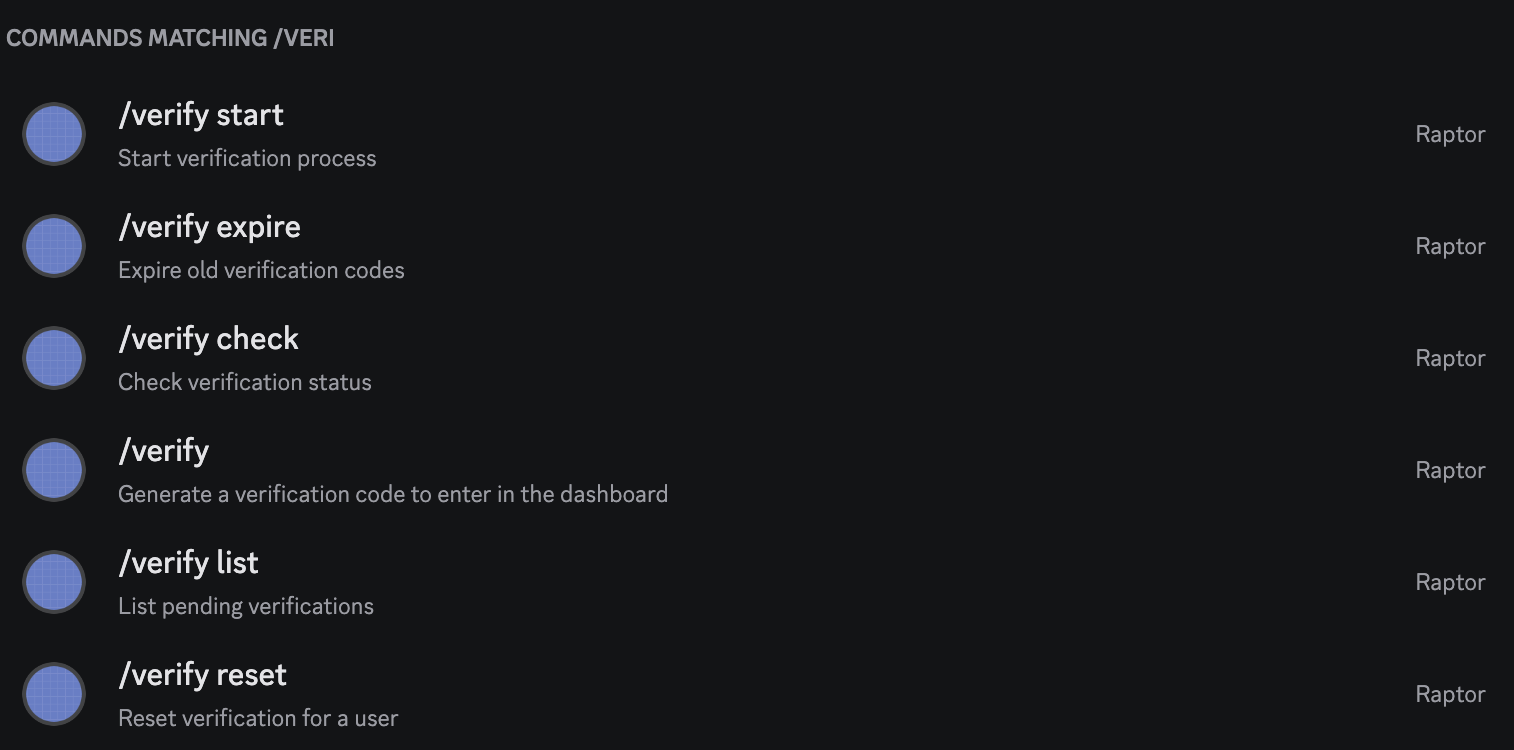 COMMANDS MATCHING /VERI
/verify start
Start verification process
Raptor
/verify expire
Expire old verification codes
Raptor
/verify check
Check verification status
Raptor
/verify
Generate a verification code to enter in the dashboard
Raptor
/verify list
List pending verifications
Raptor
/verify reset
Reset verification for a user
Raptor